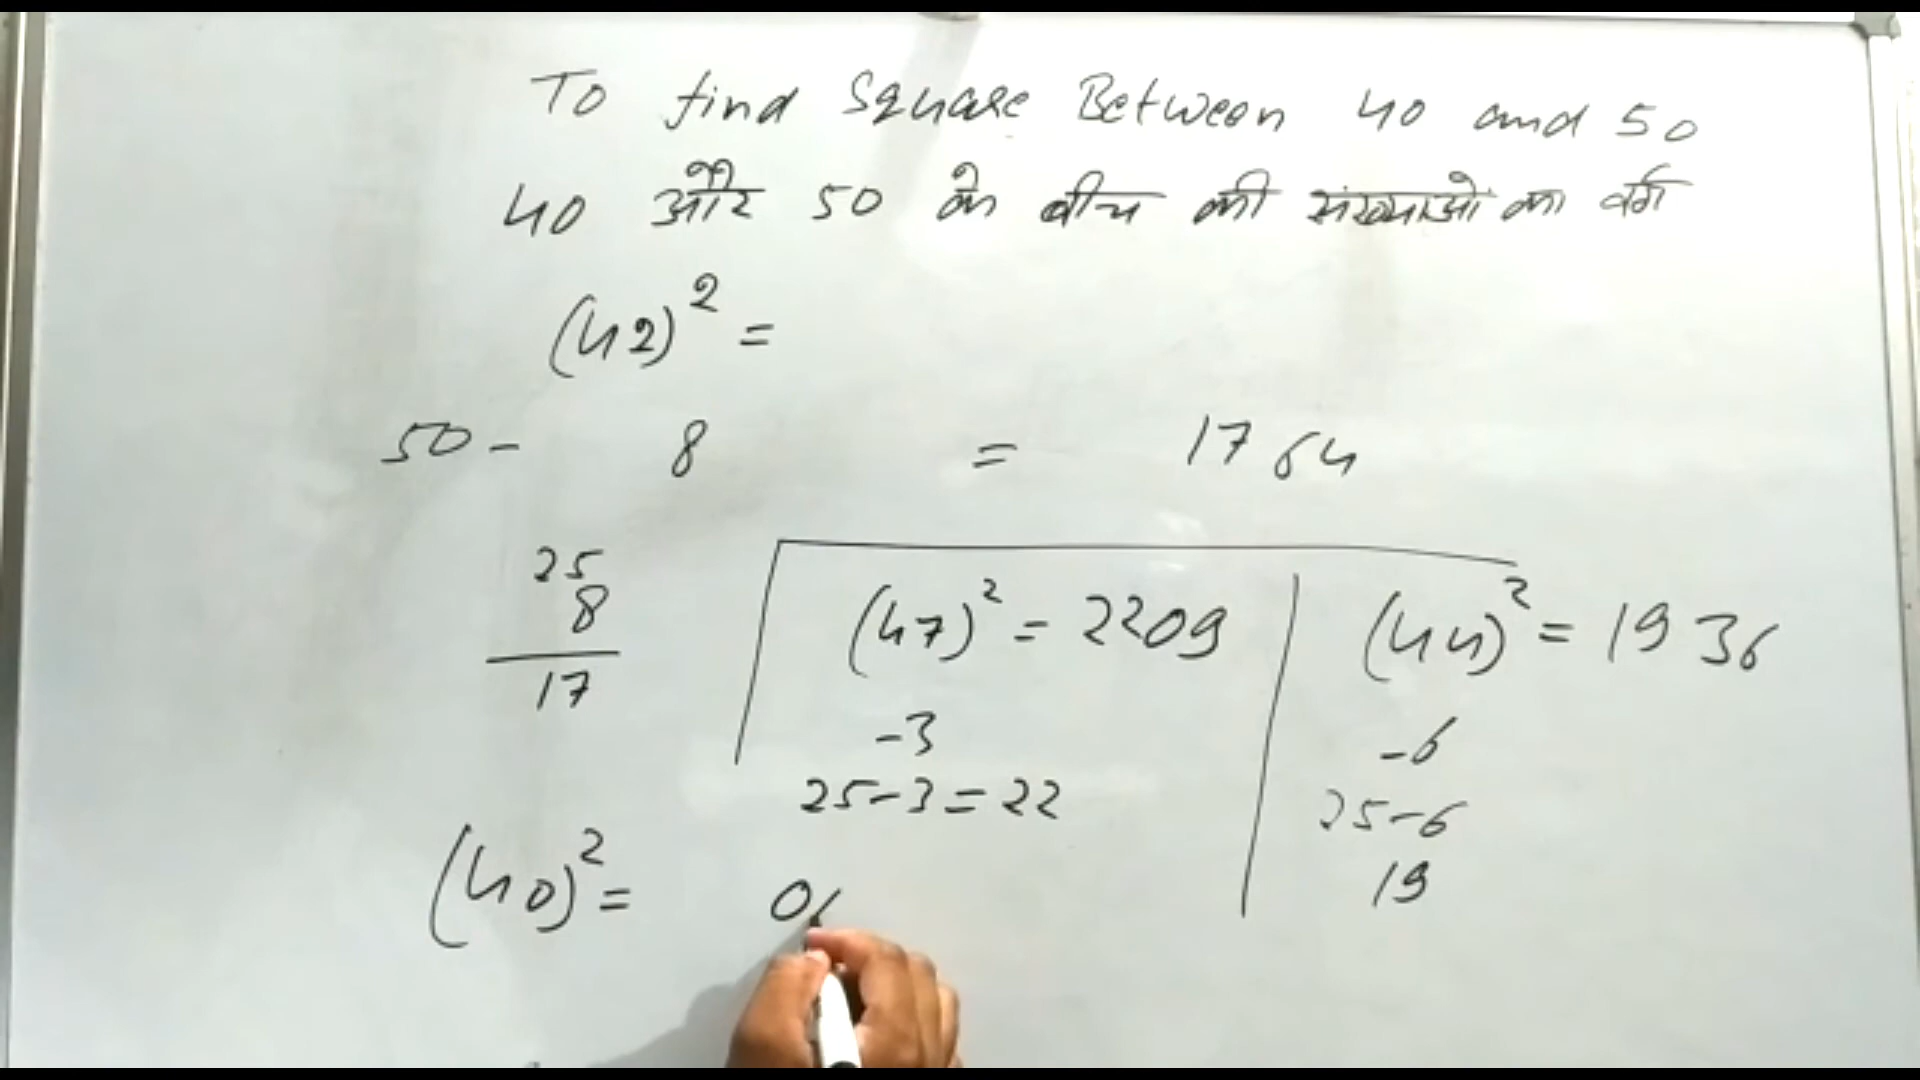 To find Square Between 40 and 50
40 और 50 के बीच की संख्याओं का वर्ग
(42)² =
50 - 8 = 1764
25
8
17
(47)² = 2209
-3
25-3=22
(44)² = 1936
-6
25-6
19
(40)² = 0